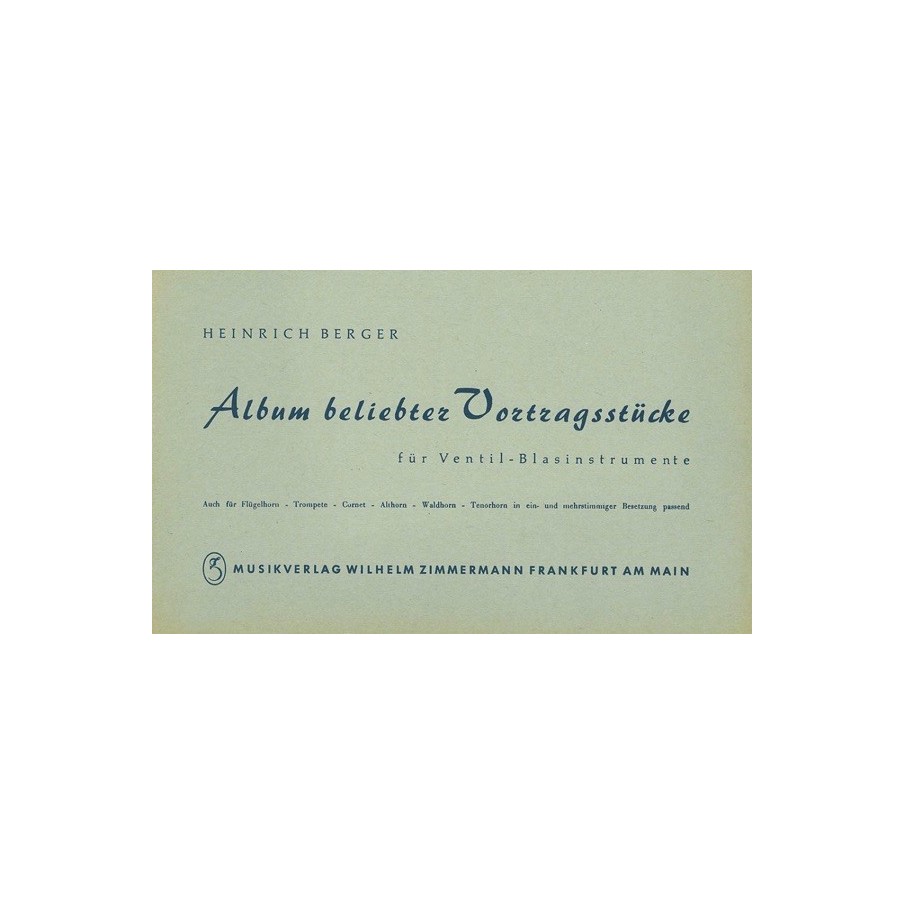 HEINRICH BERGER
Album beliebter Vortragsstücke
für Ventil-Blasinstrumente
Auch für Flügelhorn - Trompete - Cornet - Althorn - Waldhorn - Tenorhorn in ein- und mehrstimmiger Besetzung passend
MUSIKVERLAG WILHELM ZIMMERMANN FRANKFURT AM MAIN